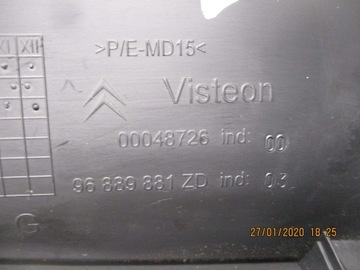 >P/E-MD15<
XI XII
Visteon
00048726 ind: 00
96 889 881 ZD ind: 03
G
27/01/2020 18:25